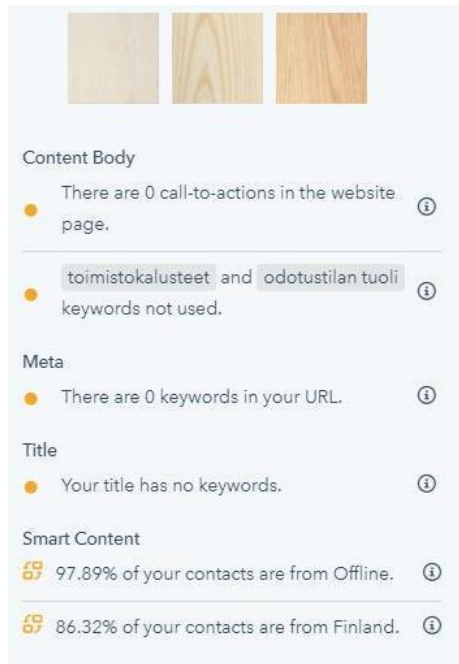 Content Body
There are 0 call-to-actions in the website
page.
toimistokalusteet and odotustilan tuoli
keywords not used.
Meta
There are 0 keywords in your URL.
Title
Your title has no keywords.
Smart Content
97.89% of your contacts are from Offline.
86.32% of your contacts are from Finland.